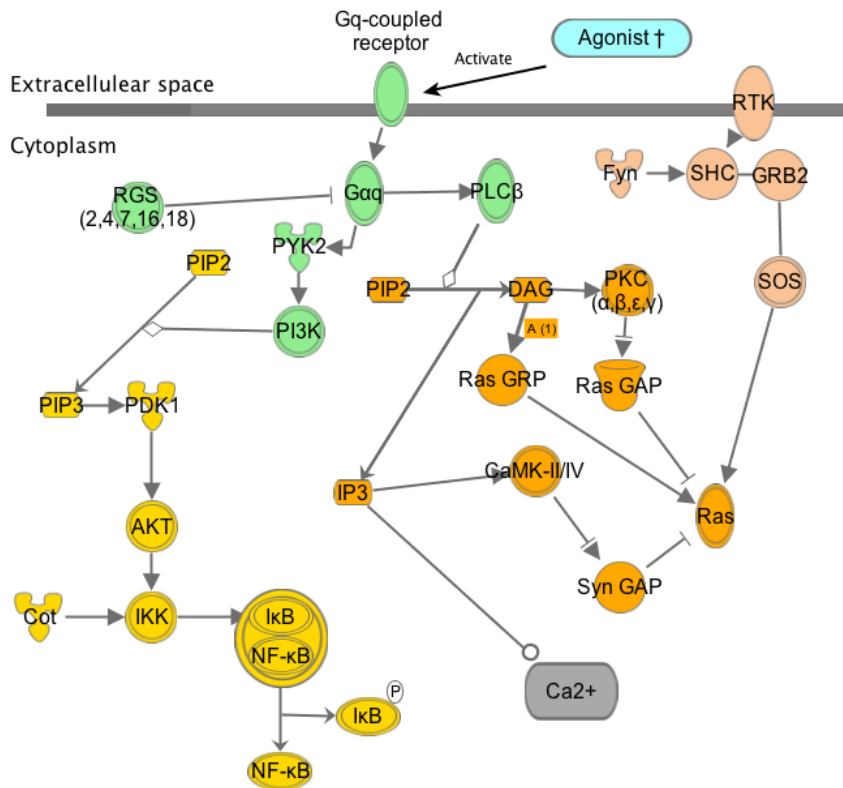 Gq-coupled
receptor
Agonist †
Activate
Extracellulear space
RTK
Cytoplasm
Fyn
SHC
GRB2
RGS
(2,4,7,16,18)
Gαq
PLCβ
PYK2
PIP2
PIP2
DAG
PKC
(α,β,ε,γ)
SOS
PI3K
A (1)
Ras GRP
Ras GAP
PIP3
PDK1
CaMK-II/IV
IP3
Ras
AKT
Syn GAP
Cot
IKK
IκB
NF-κB
Ca2+
P
IκB
NF-κB